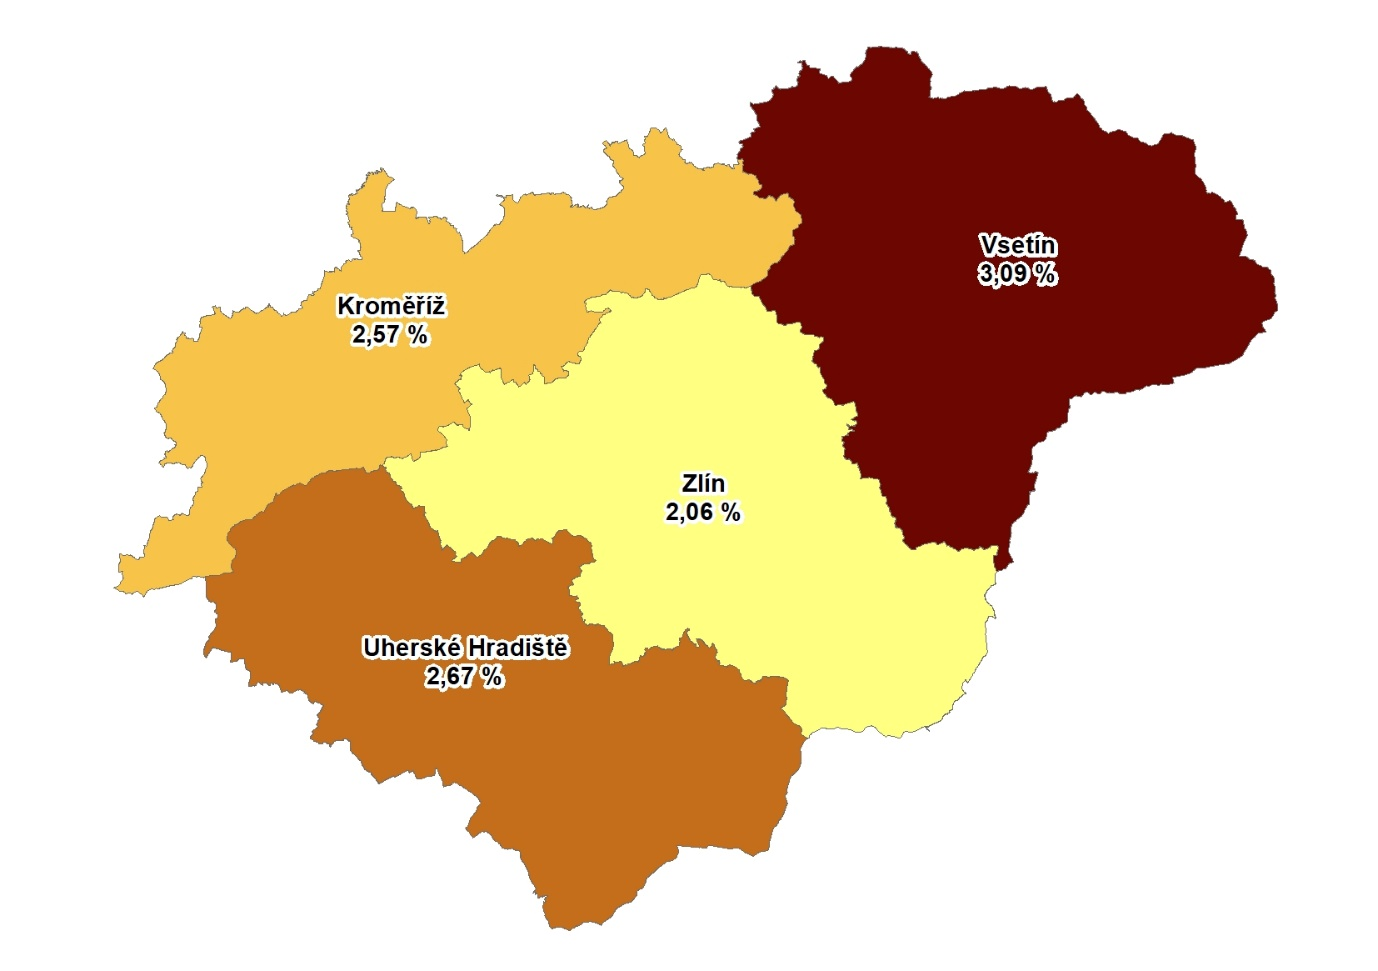 Vsetín
3,09 %
Kroměříž
2,57 %
Zlín
2,06 %
Uherské Hradiště
2,67 %